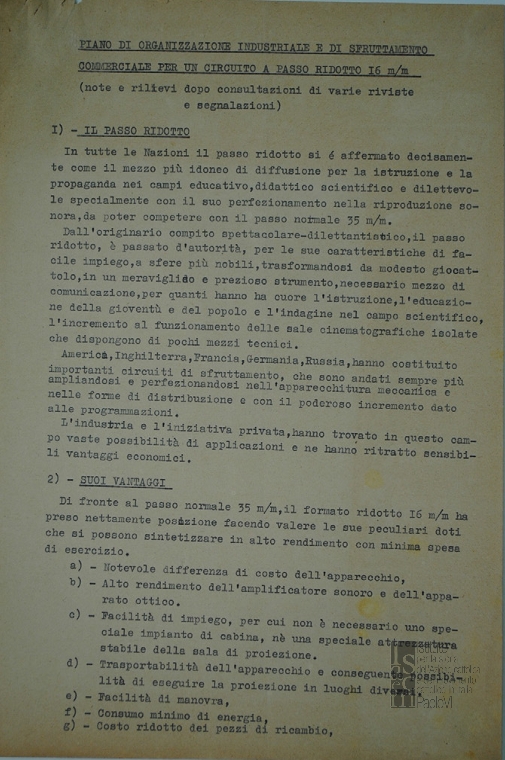 PIANO DI ORGANIZZAZIONE INDUSTRIALE E DI SFRUTTAMENTO
COMMERCIALE PER UN CIRCUITO A PASSO RIDOTTO I6 m/m
(note e rilievi dopo consultazioni di varie riviste
e segnalazioni)
I) - IL PASSO RIDOTTO
In tutte le Nazioni il passo ridotto si é affermato decisamen-
te come il mezzo più idoneo di diffusione per la istruzione e la
propaganda nei campi educativo,didattico scientifico e dilettevo-
le specialmente con il suo perfezionamento nella riproduzione so-
nora,da poter competere con il passo normale 35 m/m.
Dall'originario compito spettacolare-dilettantistico,il passo
ridotto, è passato d'autorità, per le sue caratteristiche di fa-
cile impiego,a sfere più nobili,trasformandosi da modesto giocat-
tolo,in un meraviglioso e prezioso strumento,necessario mezzo di
comunicazione,per quanti hanno ha cuore l'istruzione,l'educazio-
ne della gioventù e del popolo e l'indagine nel campo scientifico,
l'incremento al funzionamento delle sale cinematografiche isolate
che dispongono di pochi mezzi tecnici.
America,Inghilterra,Francia,Germania,Russia,hanno costituito
importanti circuiti di sfruttamento, che sono andati sempre più
ampliandosi e perfezionandosi nell'apparecchitura meccanica e
nelle forme di distribuzione e con il poderoso incremento dato
alle programmazioni.
L'industria e l'iniziativa privata,hanno trovato in questo cam-
po vaste possibilità di applicazioni e ne hanno ritratto sensibi-
li vantaggi economici.
2) - SUOI VANTAGGI
Di fronte al passo normale 35 m/m,il formato ridotto I6 m/m ha
preso nettamente posizione facendo valere le sue peculiari doti
che si possono sintetizzare in alto rendimento con minima spesa
di esercizio.
a) - Notevole differenza di costo dell'apparecchio,
b) - Alto rendimento dell'amplificatore sonoro e dell'appa-
rato ottico.
c) - Facilità di impiego, per cui non è necessario uno spe-
ciale impianto di cabina, nè una speciale attrezzatura
stabile della sala di proiezione.
d) - Trasportabilità dell'apparecchio e conseguente possibi-
lità di eseguire la proiezione in luoghi diversi,
e) - Facilità di manovra,
f) - Consumo minimo di energia,
g) - Costo ridotto dei pezzi di ricambio,
Paolo VI